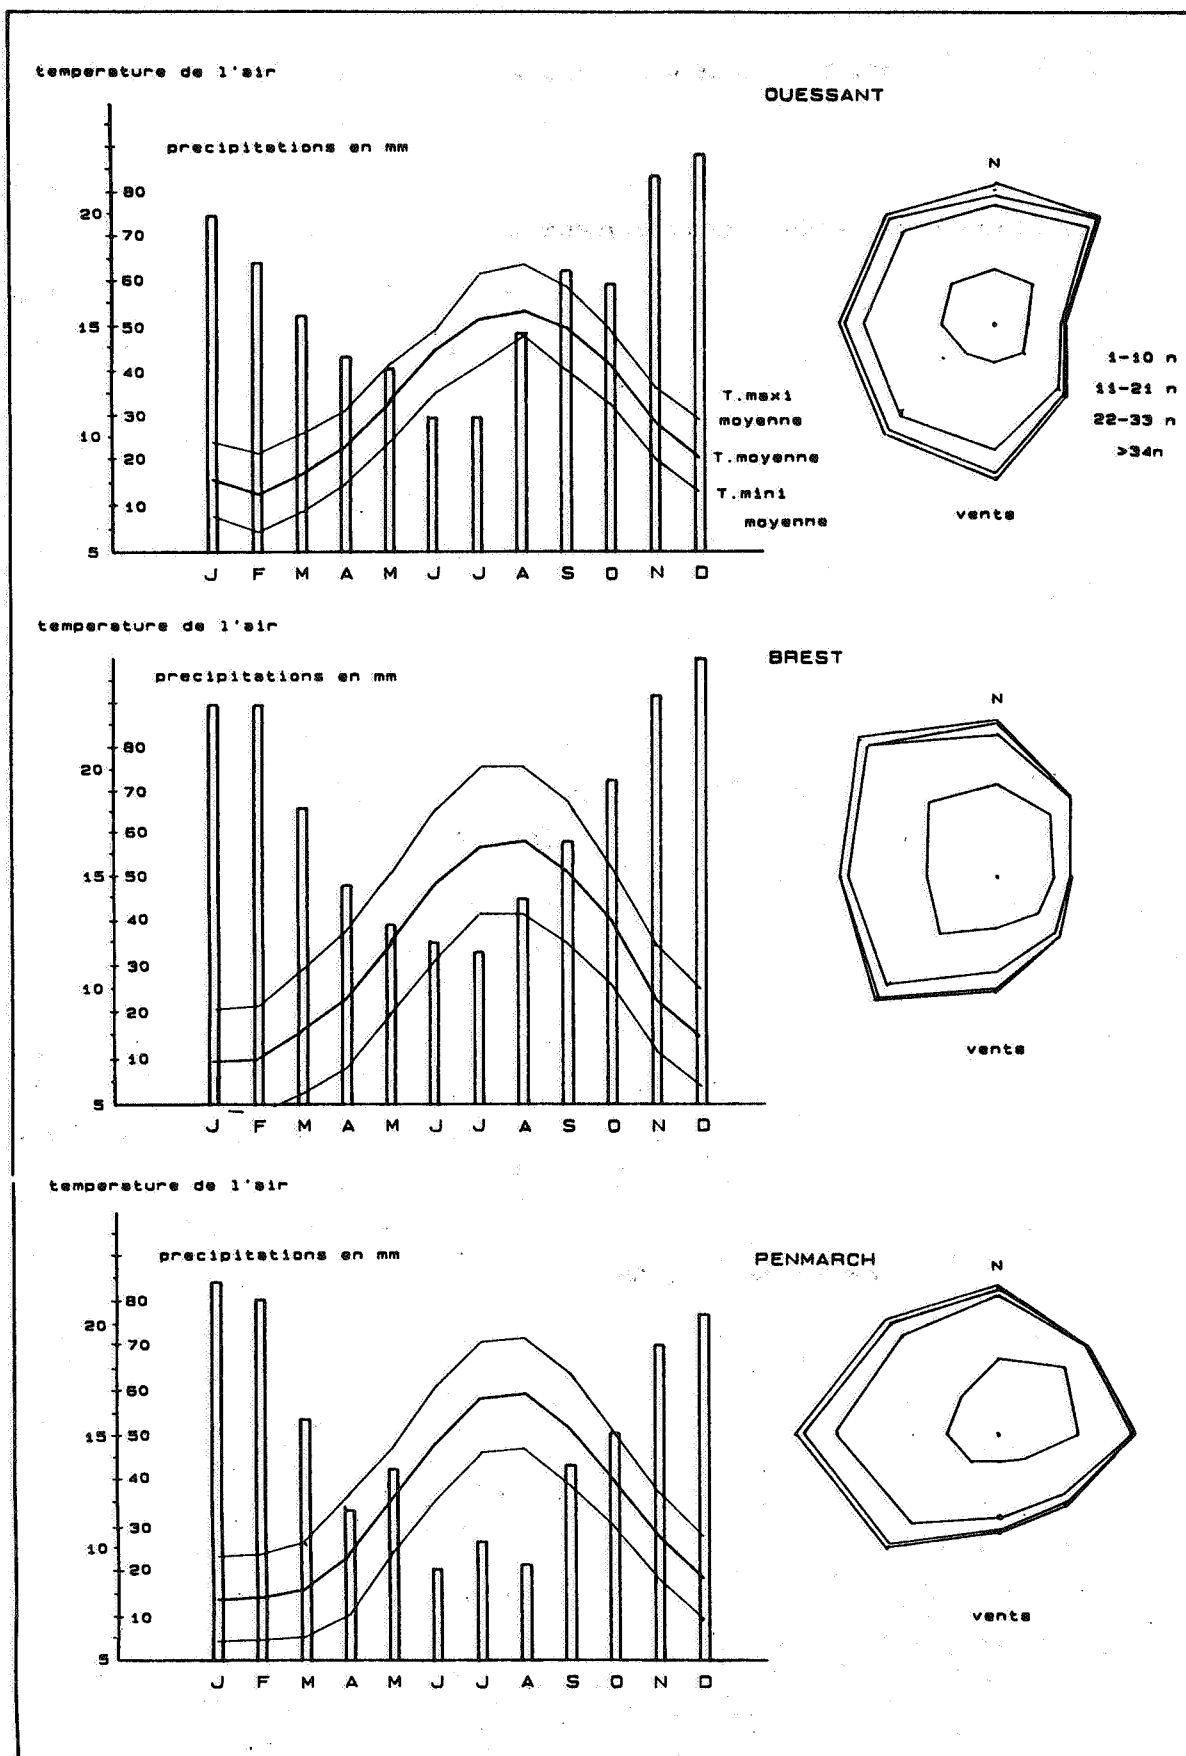 temperature de l'air
OUESSANT
precipitations en mm
N
80
20
70
60
15
50
1-10 n
40
11-21 n
T.maxi
30
moyenne
22-33 n
10
>34n
20
T.moyenne
T.mini
10
vents
moyenne
5
J F M A M J J A S O N D
temperature de l'air
BREST
precipitations en mm
N
80
20
70
60
15
50
40
30
10
20
vents
10
5
J F M A M J J A S O N D
temperature de l'air
precipitations en mm
PENMARCH
N
80
20
70
60
15
50
40
30
10
20
10
vents
5
J F M A M J J A S O N D